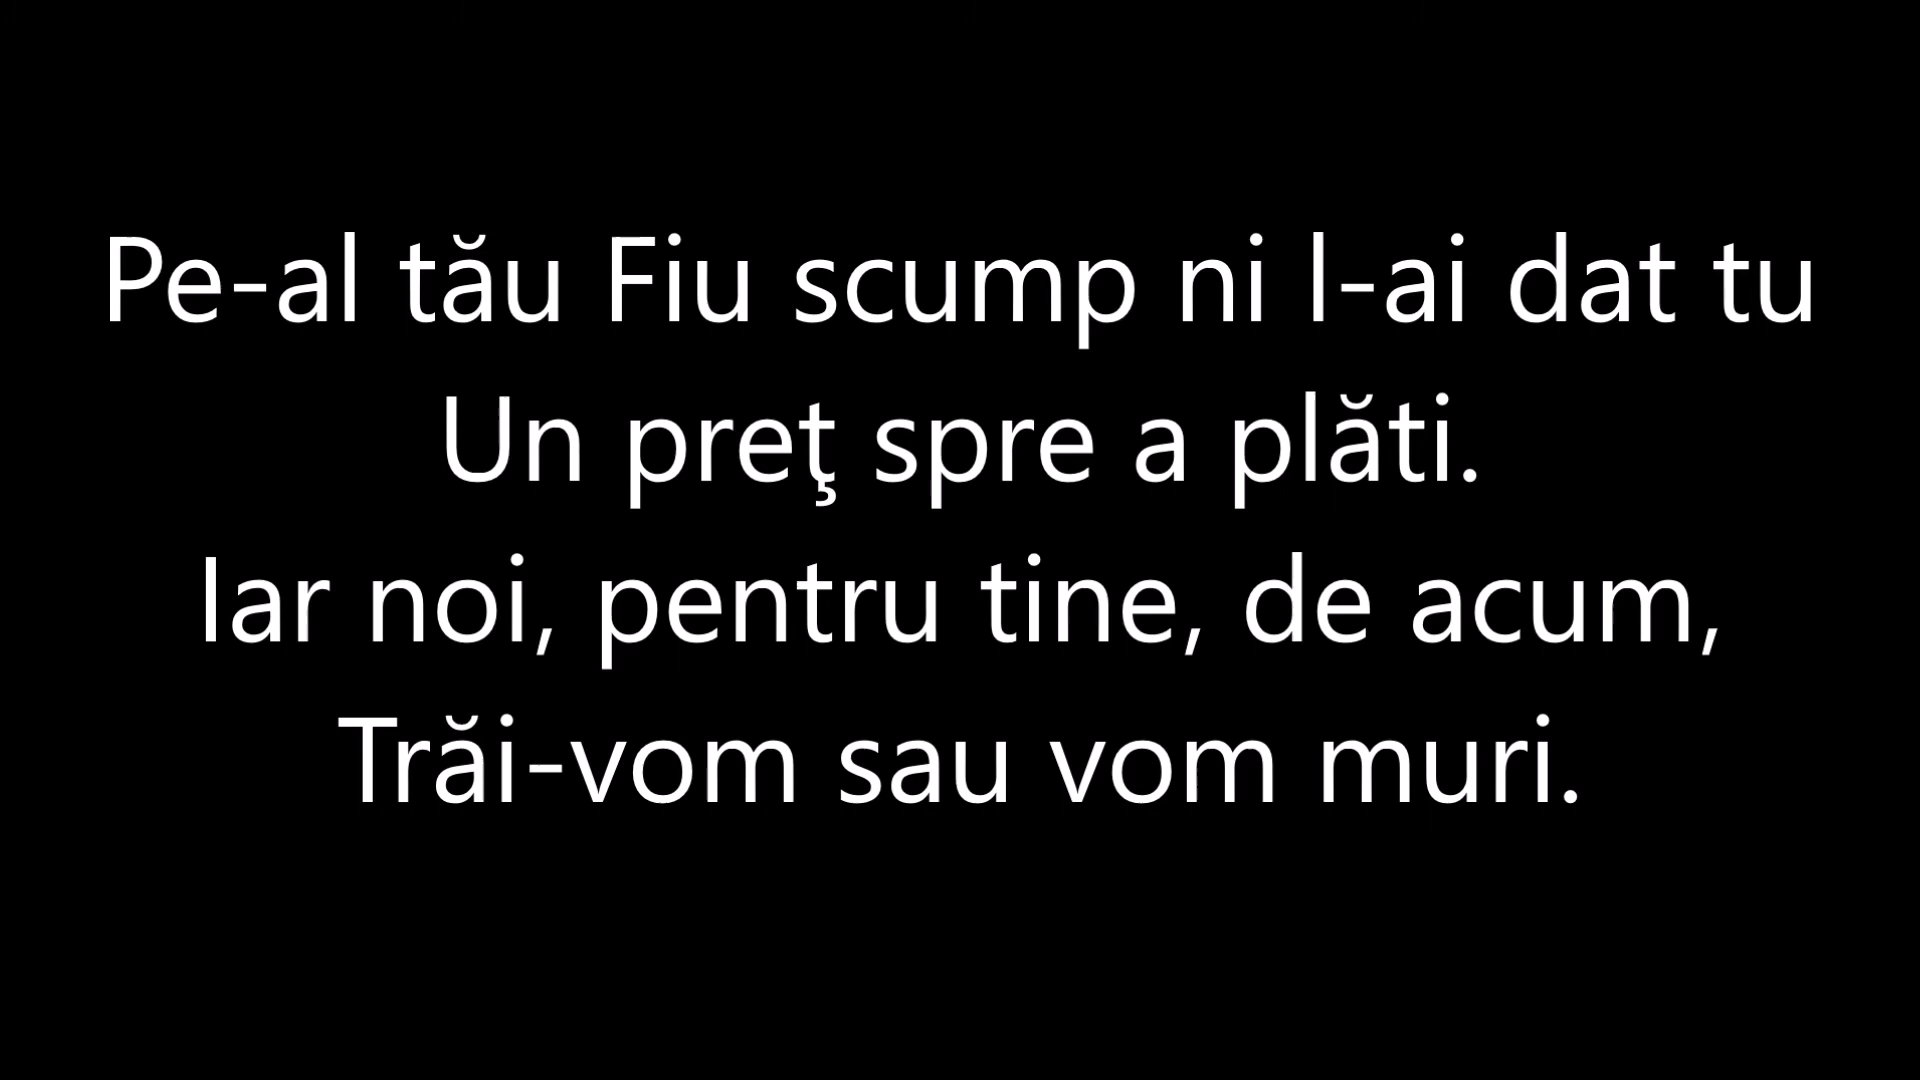 Pe-al tău Fiu scump ni l-ai dat tu
Un preţ spre a plăti.
Iar noi, pentru tine, de acum,
Trăi-vom sau vom muri.